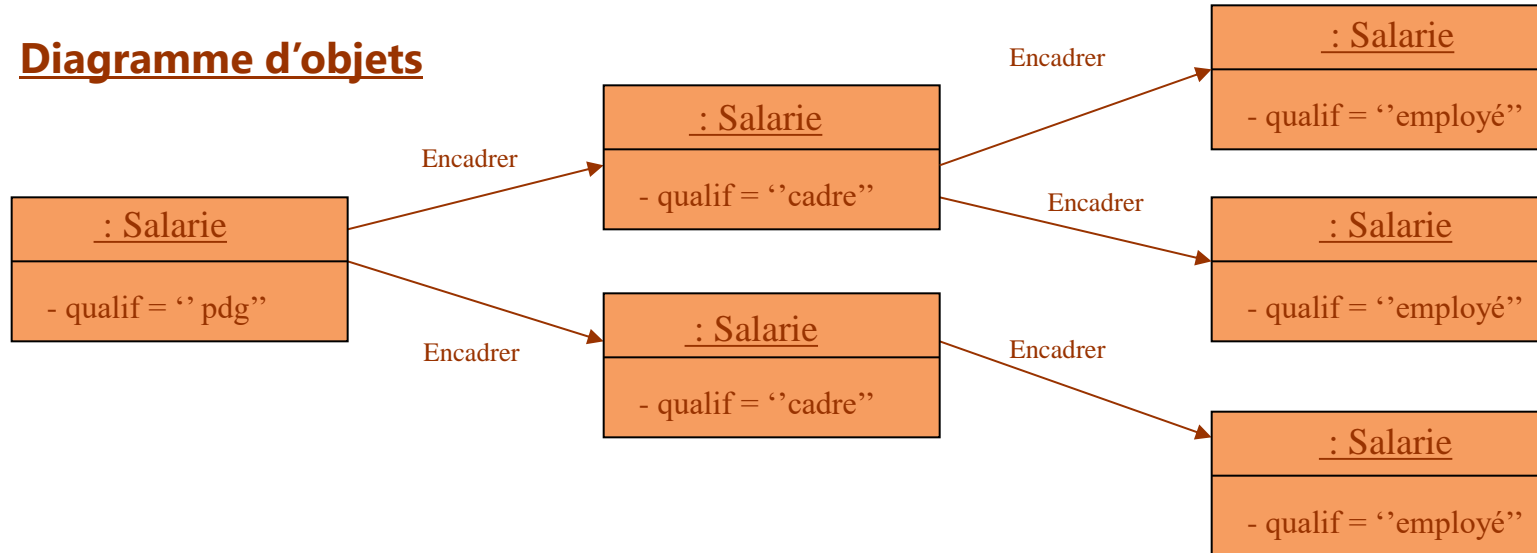 Diagramme d’objets
: Salarie
- qualif = ‘’ pdg’’
Encadrer
Encadrer
: Salarie
- qualif = ‘’cadre’’
: Salarie
- qualif = ‘’cadre’’
Encadrer
Encadrer
Encadrer
: Salarie
- qualif = ‘’employé’’
: Salarie
- qualif = ‘’employé’’
: Salarie
- qualif = ‘’employé’’